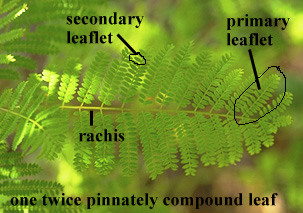 secondary
leaflet
primary
leaflet
rachis
one twice pinnately compound leaf